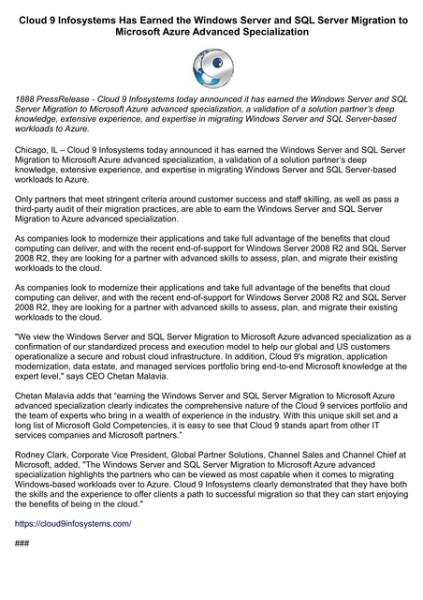 Cloud 9 Infosystems Has Earned the Windows Server and SQL Server Migration to
Microsoft Azure Advanced Specialization
1888 PressRelease - Cloud 9 Infosystems today announced it has earned the Windows Server and SQL
Server Migration to Microsoft Azure advanced specialization, a validation of a solution partner's deep
knowledge, extensive experience, and expertise in migrating Windows Server and SQL Server-based
workloads to Azure.
Chicago, IL – Cloud 9 Infosystems today announced it has earned the Windows Server and SQL Server
Migration to Microsoft Azure advanced specialization, a validation of a solution partner's deep
knowledge, extensive experience, and expertise in migrating Windows Server and SQL Server-based
workloads to Azure.
Only partners that meet stringent criteria around customer success and staff skilling, as well as pass a
third-party audit of their migration practices, are able to earn the Windows Server and SQL Server
Migration to Azure advanced specialization.
As companies look to modernize their applications and take full advantage of the benefits that cloud
computing can deliver, and with the recent end-of-support for Windows Server 2008 R2 and SQL Server
2008 R2, they are looking for a partner with advanced skills to assess, plan, and migrate their existing
workloads to the cloud.
As companies look to modernize their applications and take full advantage of the benefits that cloud
computing can deliver, and with the recent end-of-support for Windows Server 2008 R2 and SQL Server
2008 R2, they are looking for a partner with advanced skills to assess, plan, and migrate their existing
workloads to the cloud.
"We view the Windows Server and SQL Server Migration to Microsoft Azure advanced specialization as a
confirmation of our standardized process and execution model to help our global and US customers
operationalize a secure and robust cloud infrastructure. In addition, Cloud 9's migration, application
modernization, data estate, and managed services portfolio bring end-to-end Microsoft knowledge at the
expert level," says CEO Chetan Malavia.
Chetan Malavia adds that “earning the Windows Server and SQL Server Migration to Microsoft Azure
advanced specialization clearly indicates the comprehensive nature of the Cloud 9 services portfolio and
the team of experts who bring in a wealth of experience in the industry. With this unique skill set and a
long list of Microsoft Gold Competencies, it is easy to see that Cloud 9 stands apart from other IT
services companies and Microsoft partners.”
Rodney Clark, Corporate Vice President, Global Partner Solutions, Channel Sales and Channel Chief at
Microsoft, added, "The Windows Server and SQL Server Migration to Microsoft Azure advanced
specialization highlights the partners who can be viewed as most capable when it comes to migrating
Windows-based workloads over to Azure. Cloud 9 Infosystems clearly demonstrated that they have both
the skills and the experience to offer clients a path to successful migration so that they can start enjoying
the benefits of being in the cloud."
https://cloud9infosystems.com/
###